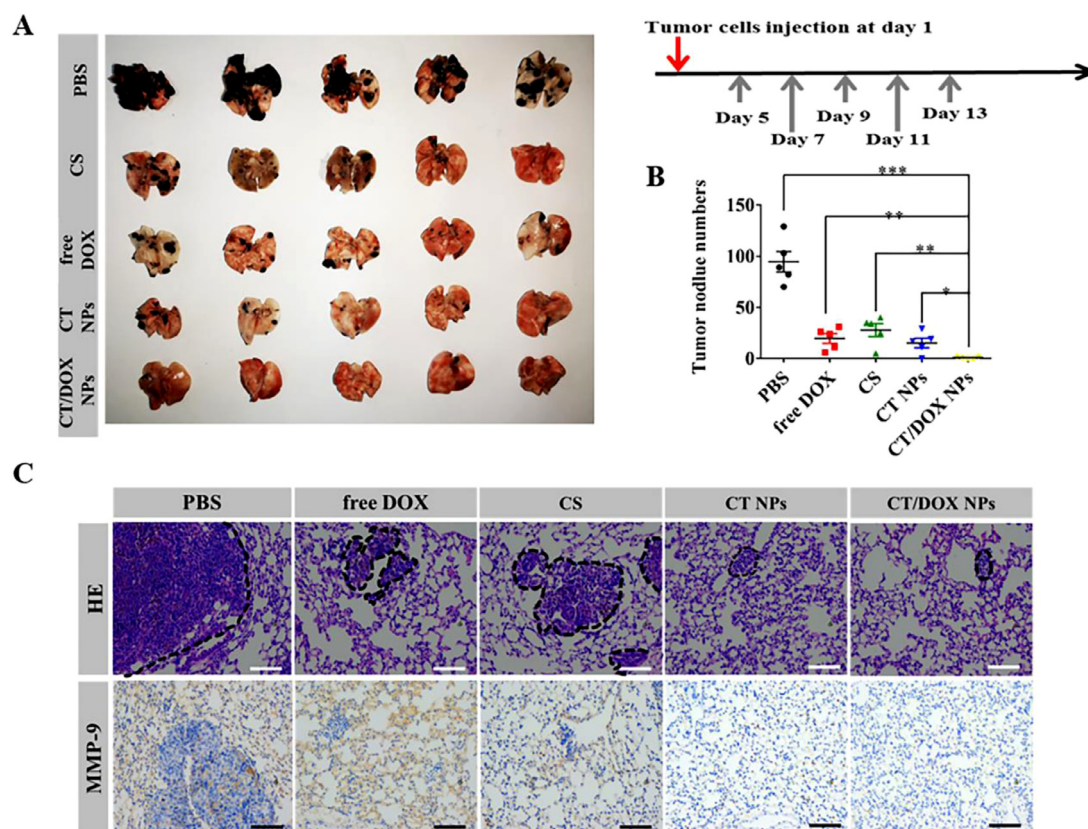 A
PBS
CS
free
DOX
CT
NPs
CT/DOX
NPs
Tumor cells injection at day 1
Day 5
Day 7
Day 9
Day 11
Day 13
B
Tumor nodlue numbers
150
100
50
0
***
**
**
*
PBS
free DOX
CS
CT NPs
CT/DOX NPs
C
PBS
free DOX
CS
CT NPs
CT/DOX NPs
HE
MMP-9